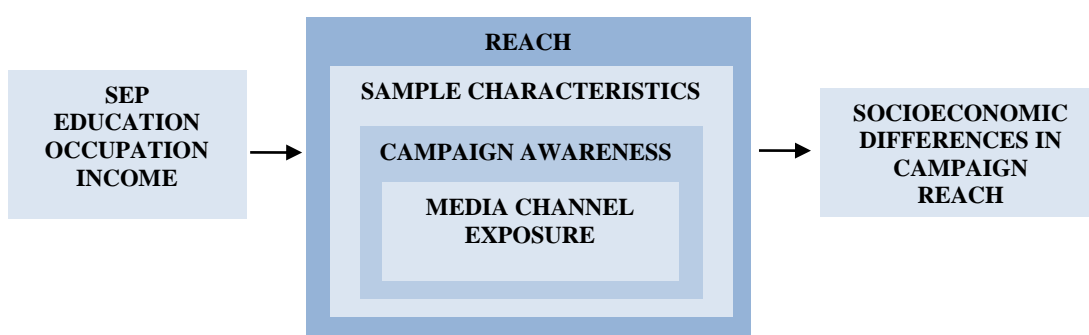 SEP
EDUCATION
OCCUPATION
INCOME
REACH
SAMPLE CHARACTERISTICS
CAMPAIGN AWARENESS
MEDIA CHANNEL
EXPOSURE
SOCIOECONOMIC
DIFFERENCES IN
CAMPAIGN
REACH